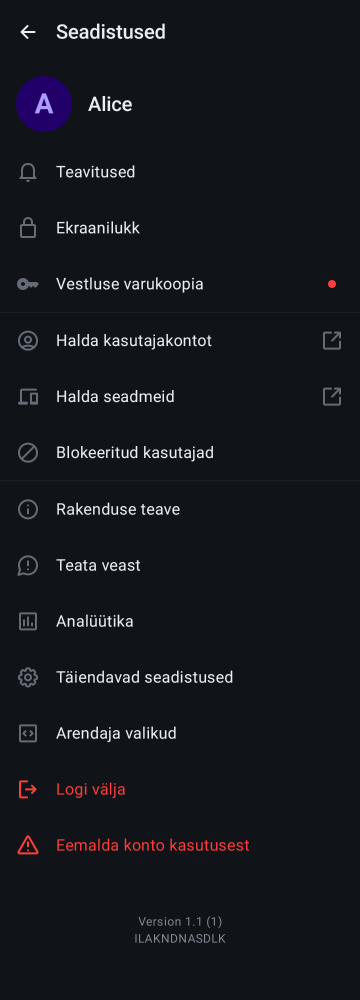 Seadistused
A
Alice
Teavitused
Ekraanilukk
Vestluse varukoopia
Halda kasutajakontot
Halda seadmeid
Blokeeritud kasutajad
Rakenduse teave
Teata veast
Analüütika
Täiendavad seadistused
Arendaja valikud
Logi välja
Eemalda konto kasutusest
Version 1.1 (1)
ILAKNDNASDLK